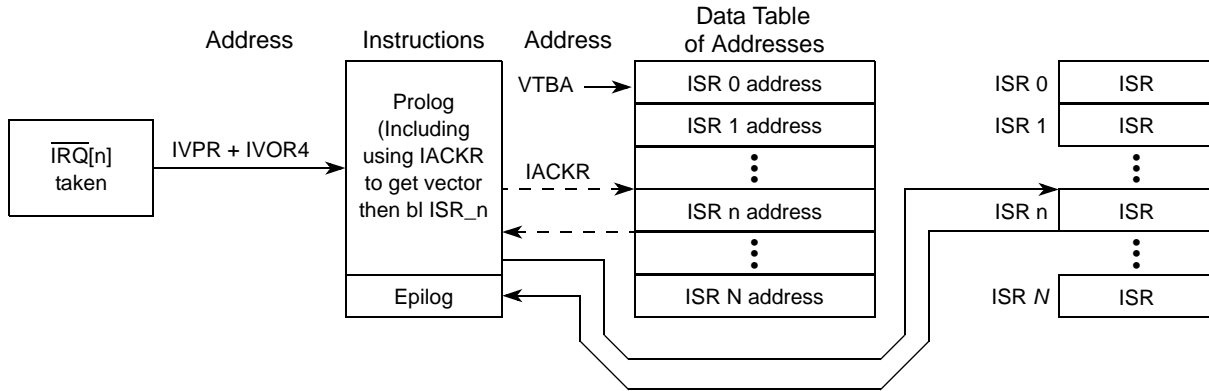 Address
Instructions
Address
Data Table
of Addresses
IRQ[n]
taken
IVPR + IVOR4
Prolog
(Including
using IACKR
to get vector
then bl ISR_n
Epilog
VTBA
IACKR
ISR 0 address
ISR 1 address
ISR n address
ISR N address
ISR 0
ISR
ISR 1
ISR
ISR n
ISR
ISR N
ISR